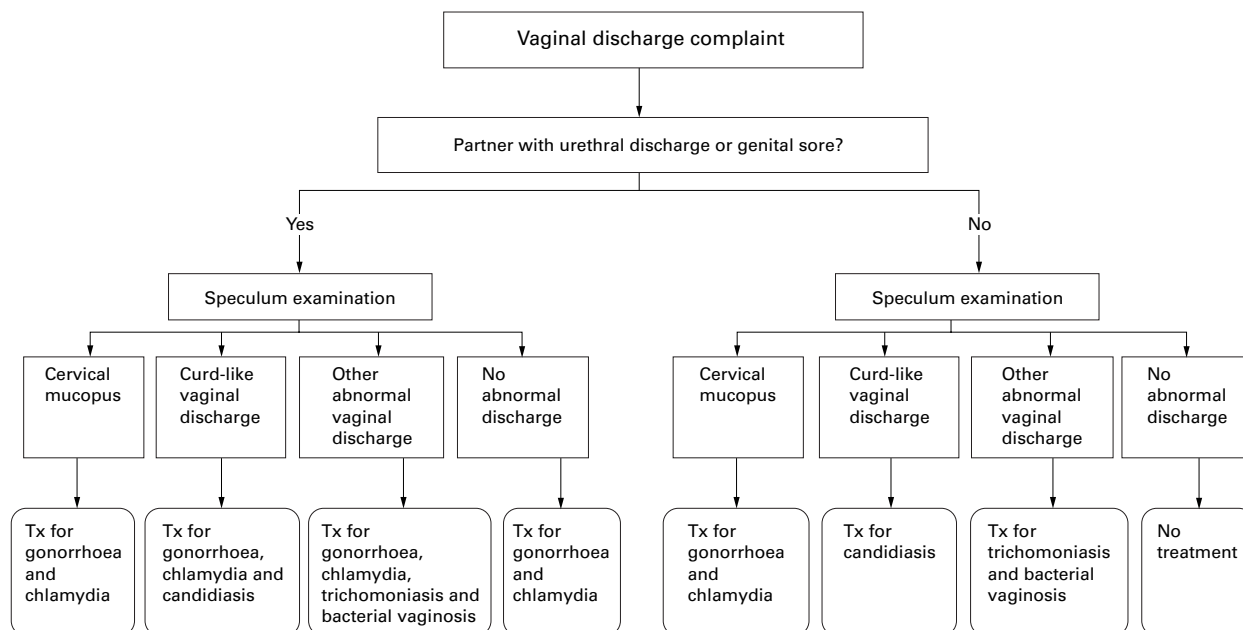 Vaginal discharge complaint
Partner with urethral discharge or genital sore?
Yes
No
Speculum examination
Speculum examination
Cervical
mucopus
Curd-like
vaginal
discharge
Other
abnormal
vaginal
discharge
No
abnormal
discharge
Cervical
mucopus
Curd-like
vaginal
discharge
Other
abnormal
vaginal
discharge
No
abnormal
discharge
Tx for
gonorrhoea
and
chlamydia
Tx for
gonorrhoea,
chlamydia and
candidiasis
Tx for
gonorrhoea,
chlamydia,
trichomoniasis and
bacterial vaginosis
Tx for
gonorrhoea
and
chlamydia
Tx for
gonorrhoea
and
chlamydia
Tx for
candidiasis
Tx for
trichomoniasis
and bacterial
vaginosis
No
treatment